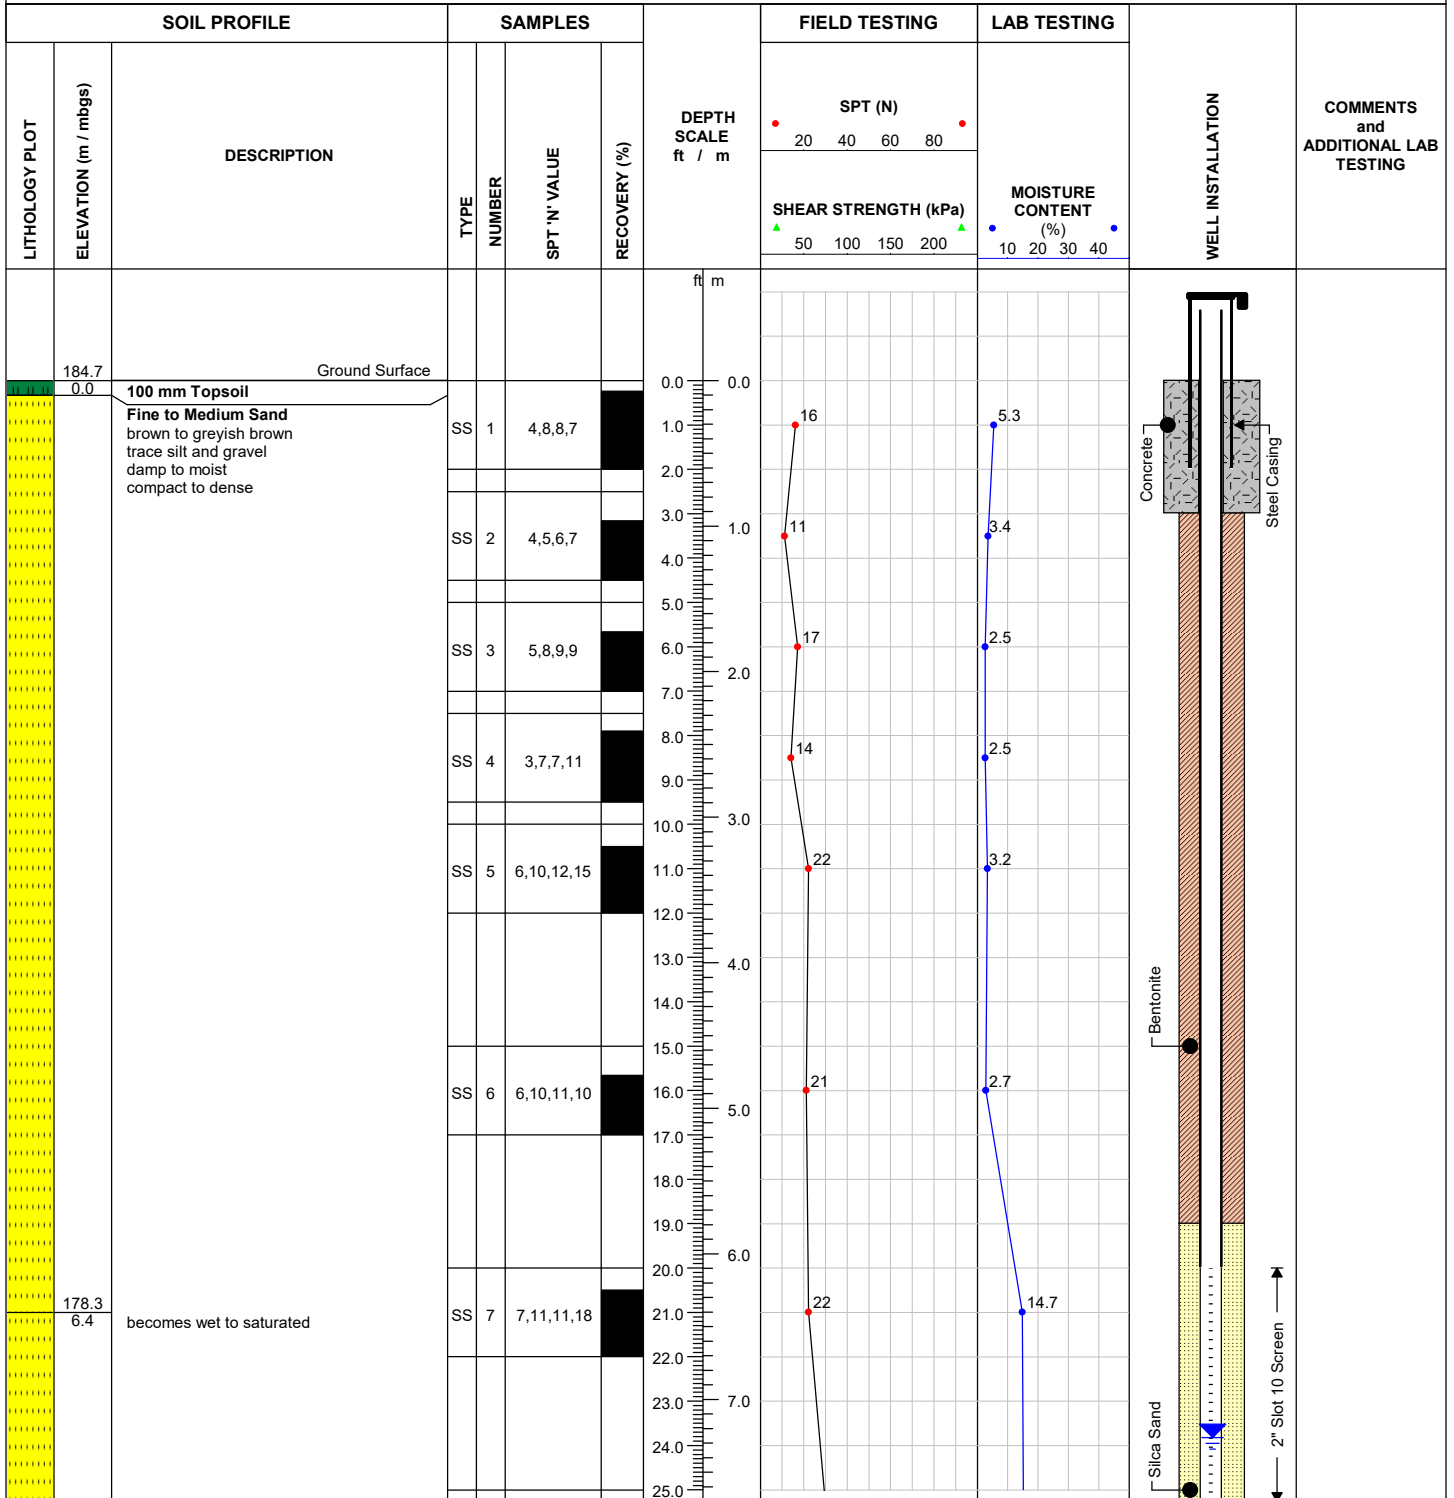 SOIL PROFILE
SAMPLES
FIELD TESTING
LAB TESTING
LITHOLOGY PLOT
ELEVATION (m / mbgs)
DESCRIPTION
TYPE
NUMBER
SPT 'N' VALUE
RECOVERY (%)
DEPTH
SCALE
ft / m
SPT (N)
20 40 60 80
SHEAR STRENGTH (kPa)
50 100 150 200
MOISTURE
CONTENT
(%)
10 20 30 40
WELL INSTALLATION
COMMENTS
and
ADDITIONAL LAB
TESTING
ft m
184.7
0.0
Ground Surface
100 mm Topsoil
Fine to Medium Sand
brown to greyish brown
trace silt and gravel
damp to moist
compact to dense
178.3
6.4
becomes wet to saturated
SS 1 4,8,8,7
SS 2 4,5,6,7
SS 3 5,8,9,9
SS 4 3,7,7,11
SS 5 6,10,12,15
SS 6 6,10,11,10
SS 7 7,11,11,18
0.0
1.0
2.0
3.0
4.0
5.0
6.0
7.0
8.0
9.0
10.0
11.0
12.0
13.0
14.0
15.0
16.0
17.0
18.0
19.0
20.0
21.0
22.0
23.0
24.0
25.0
0.0
1.0
2.0
3.0
4.0
5.0
6.0
7.0
16
11
17
14
22
21
22
5.3
3.4
2.5
2.5
3.2
2.7
14.7
Concrete
Steel Casing
Bentonite
Silca Sand
2" Slot 10 Screen